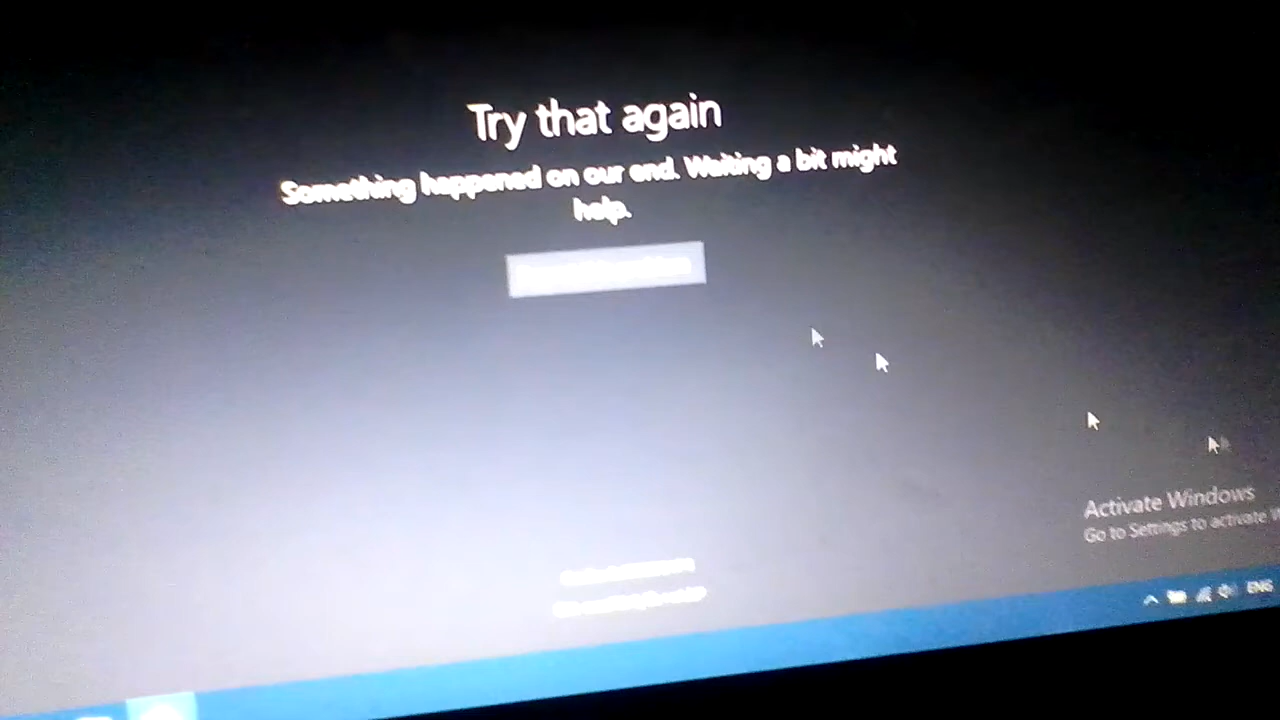 Try that again
Something happened on our end. Waiting a bit might
help.
Activate Windows
Go to Settings to activate
ENG